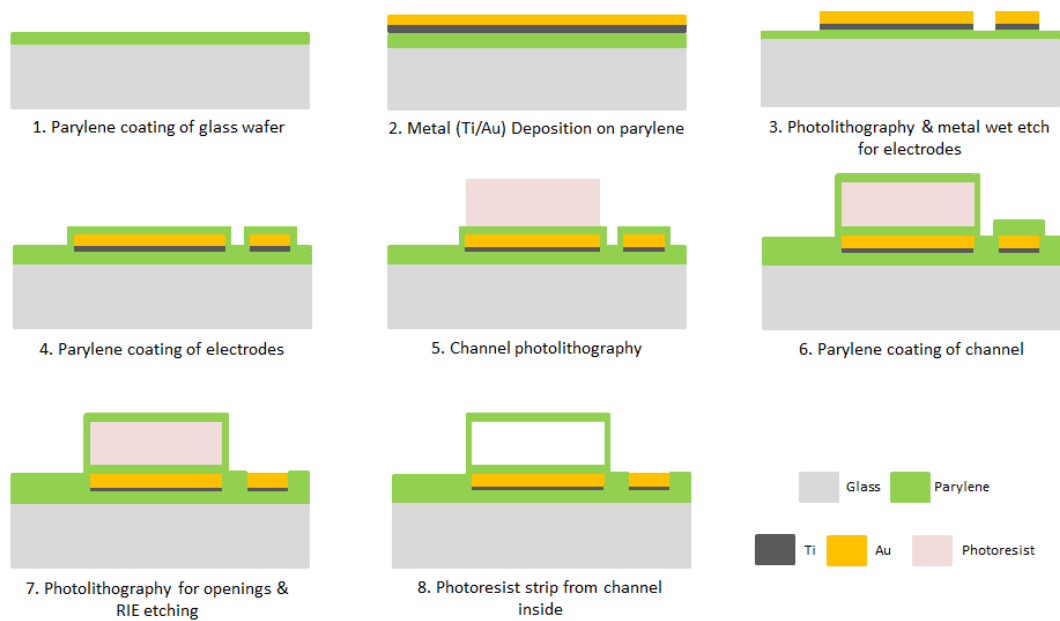 1. Parylene coating of glass wafer
2. Metal (Ti/Au) Deposition on parylene
3. Photolithography & metal wet etch
for electrodes
4. Parylene coating of electrodes
5. Channel photolithography
6. Parylene coating of channel
7. Photolithography for openings &
RIE etching
8. Photoresist strip from channel
inside
Glass
Parylene
Ti
Au
Photoresist